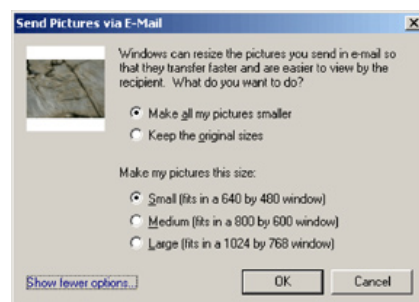 Send Pictures via E-Mail
Windows can resize the pictures you send in e-mail so
that they transfer faster and are easier to view by the
recipient. What do you want to do?
Make all my pictures smaller
Keep the original sizes
Make my pictures this size:
Small (fits in a 640 by 480 window)
Medium (fits in a 800 by 600 window)
Large (fits in a 1024 by 768 window)
Show fewer options...
OK
Cancel